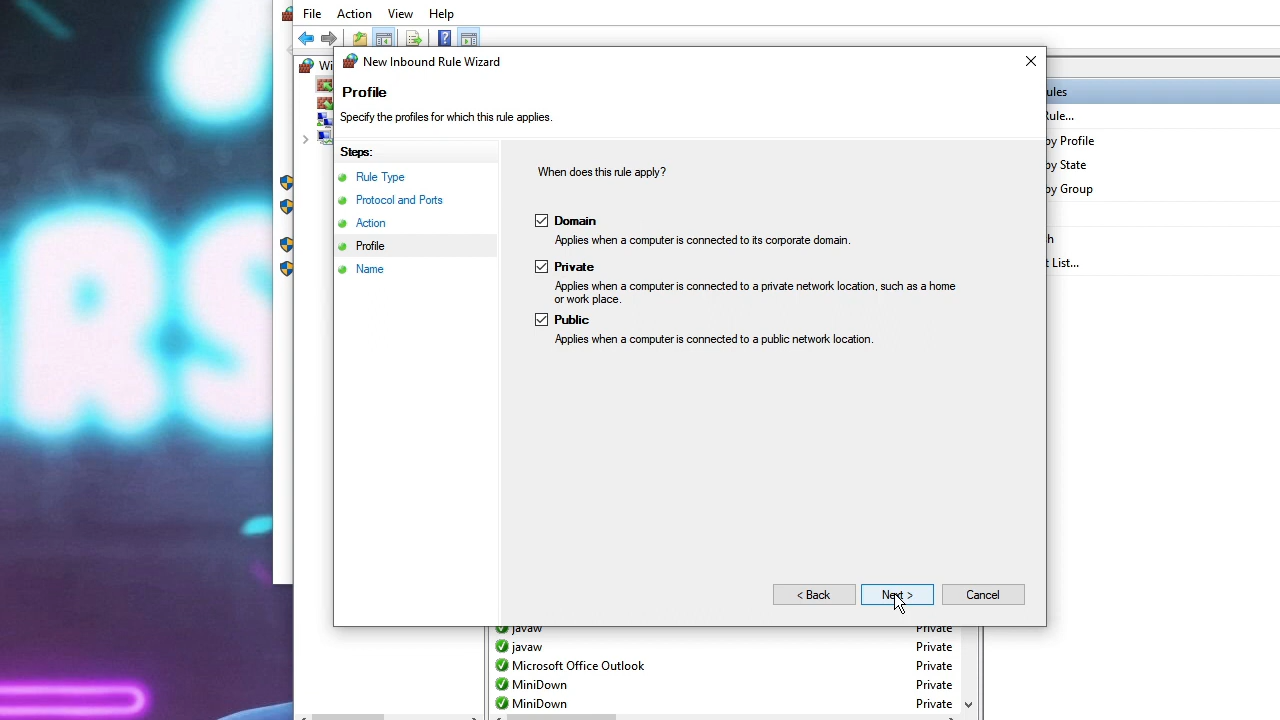 File Action View Help
Wi
New Inbound Rule Wizard
Profile
Specify the profiles for which this rule applies.
Steps:
Rule Type
Protocol and Ports
Action
Profile
Name
When does this rule apply?
Domain
Applies when a computer is connected to its corporate domain.
Private
Applies when a computer is connected to a private network location, such as a home
or work place.
Public
Applies when a computer is connected to a public network location.
< Back
Next >
Cancel
ules
Rule...
by Profile
by State
by Group
h
t List...
javaw Private
javaw Private
Microsoft Office Outlook Private
MiniDown Private
MiniDown Private
RS